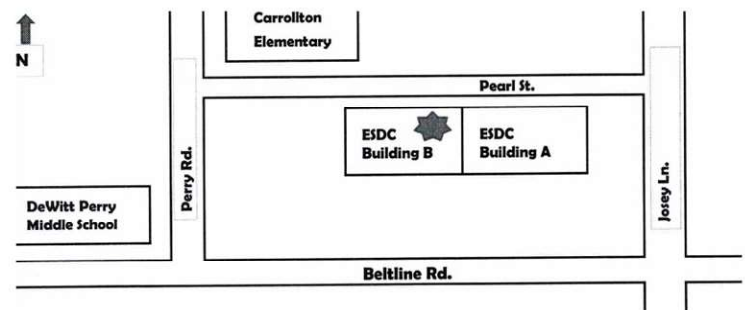 Carrollton
Elementary
N
Pearl St.
ESDC
Building B
ESDC
Building A
Perry Rd.
Josey Ln.
DeWitt Perry
Middle School
Beltline Rd.